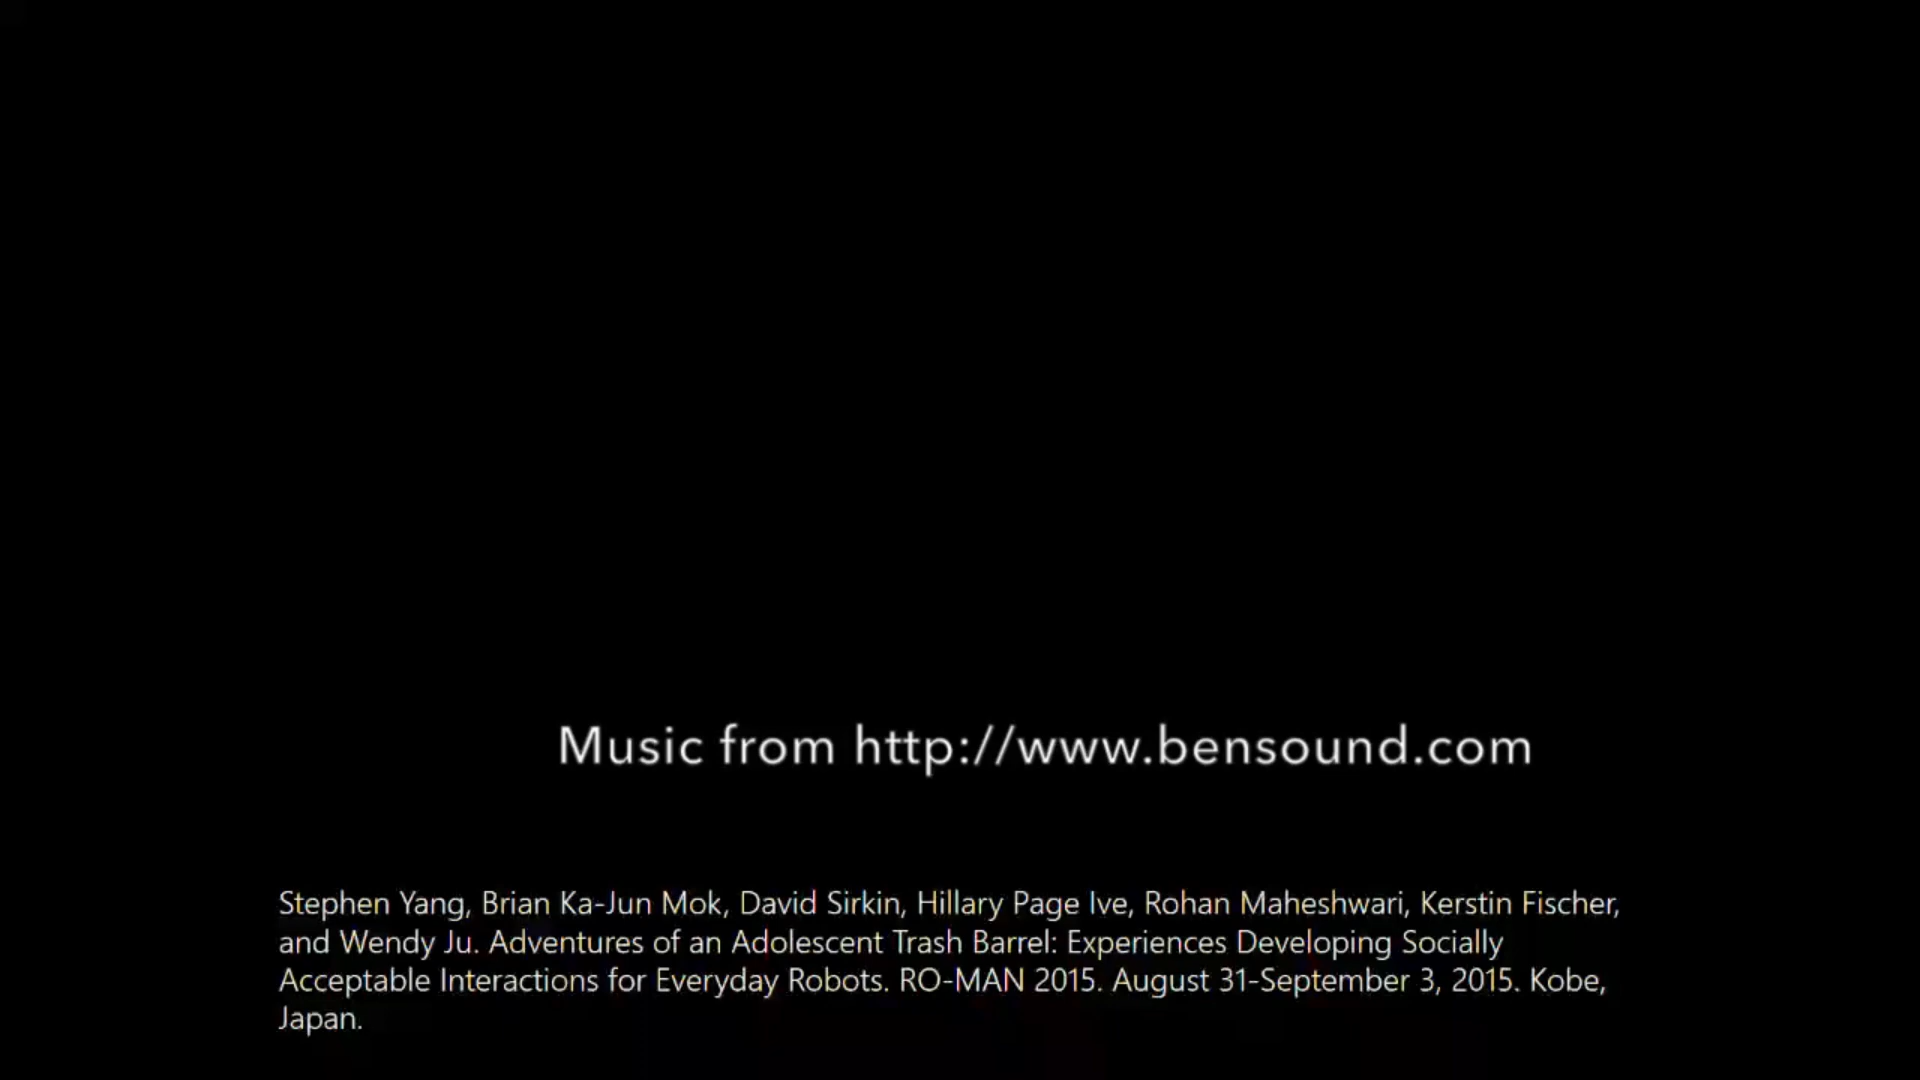 Music from http://www.bensound.com
Stephen Yang, Brian Ka-Jun Mok, David Sirkin, Hillary Page Ive, Rohan Maheshwari, Kerstin Fischer,
and Wendy Ju. Adventures of an Adolescent Trash Barrel: Experiences Developing Socially
Acceptable Interactions for Everyday Robots. RO-MAN 2015. August 31-September 3, 2015. Kobe,
Japan.